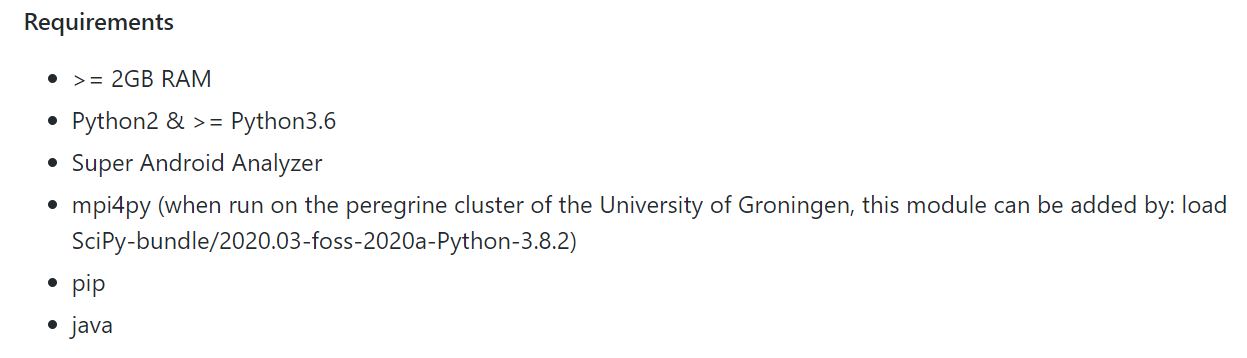 Requirements
• >= 2GB RAM
• Python2 & >= Python3.6
• Super Android Analyzer
• mpi4py (when run on the peregrine cluster of the University of Groningen, this module can be added by: load
SciPy-bundle/2020.03-foss-2020a-Python-3.8.2)
• pip
• java